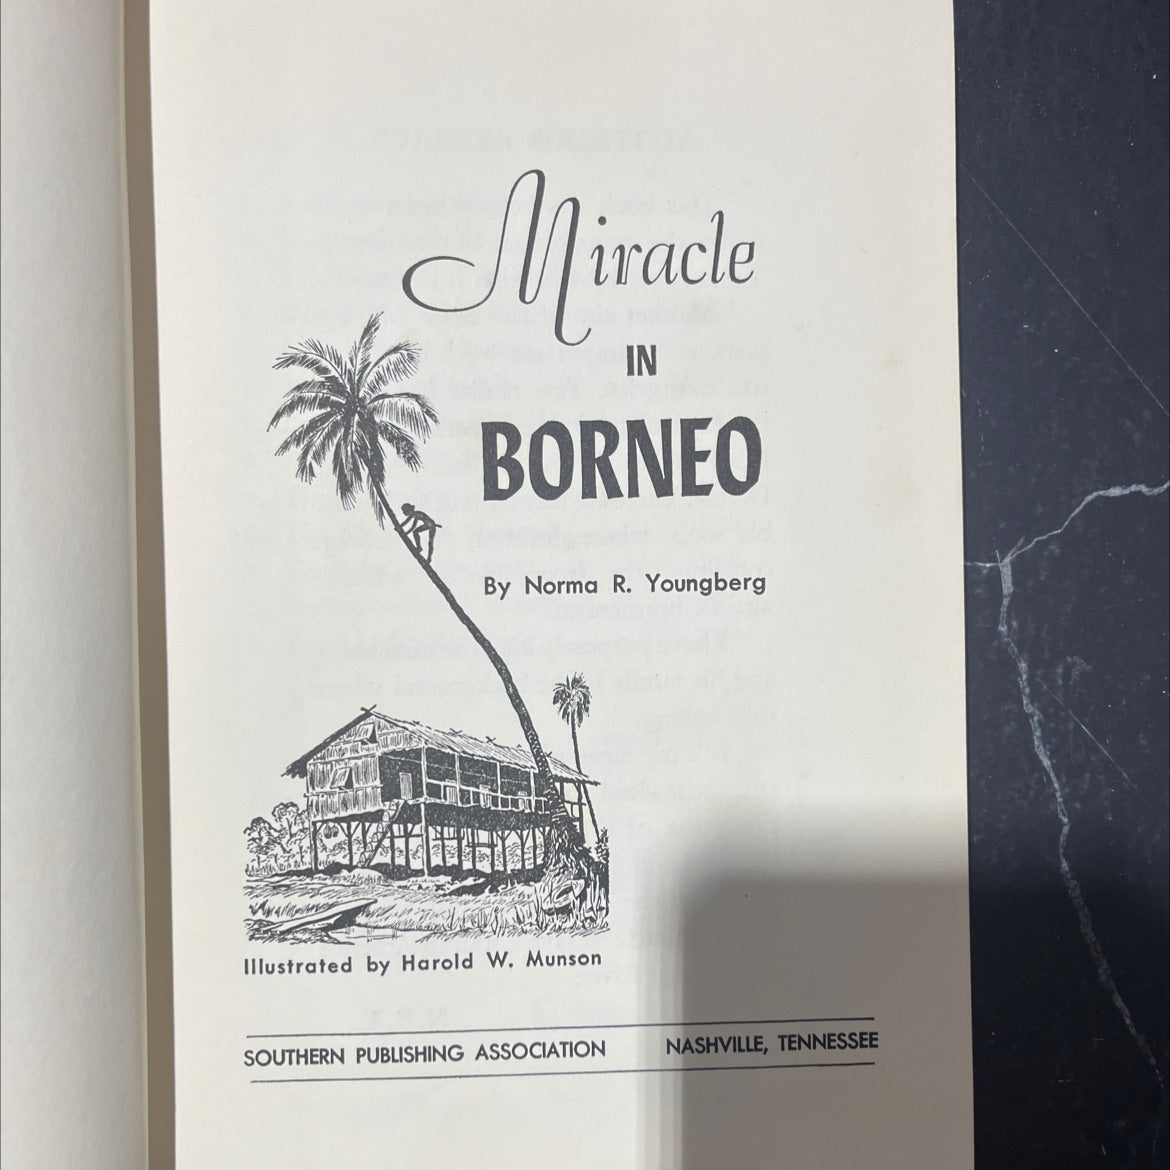 Miracle
IN
BORNEO
By Norma R. Youngberg
Illustrated by Harold W. Munson
SOUTHERN PUBLISHING ASSOCIATION NASHVILLE, TENNESSEE